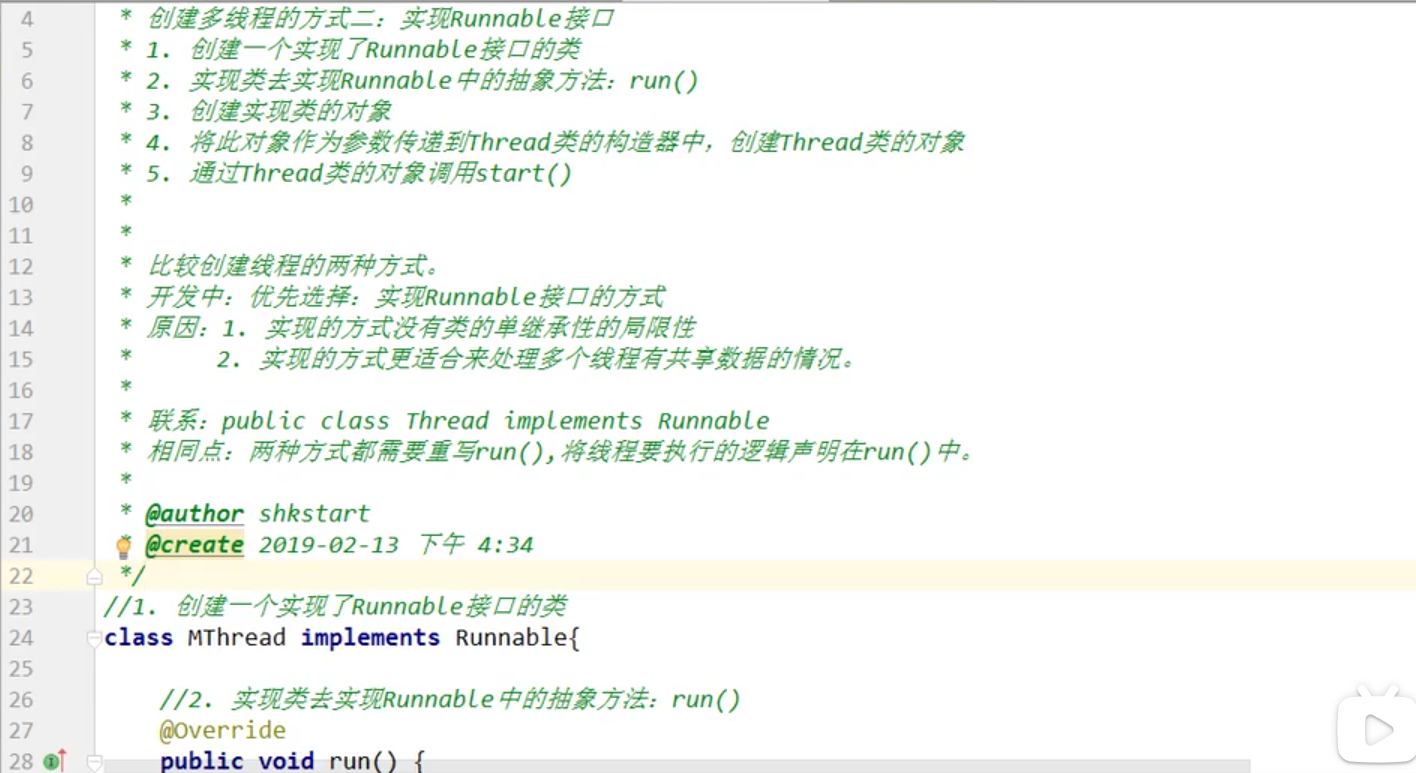 4 * 创建多线程的方式二：实现Runnable接口
5 * 1. 创建一个实现了Runnable接口的类
6 * 2. 实现类去实现Runnable中的抽象方法：run()
7 * 3. 创建实现类的对象
8 * 4. 将此对象作为参数传递到Thread类的构造器中，创建Thread类的对象
9 * 5. 通过Thread类的对象调用start()
10 *
11 *
12 * 比较创建线程的两种方式。
13 * 开发中：优先选择：实现Runnable接口的方式
14 * 原因：1. 实现的方式没有类的单继承性的局限性
15 * 2. 实现的方式更适合来处理多个线程有共享数据的情况。
16 *
17 * 联系：public class Thread implements Runnable
18 * 相同点：两种方式都需要重写run(),将线程要执行的逻辑声明在run()中。
19 *
20 * @author shkstart
21 * @create 2019-02-13 下午 4:34
22 */
23 //1. 创建一个实现了Runnable接口的类
24 class MThread implements Runnable{
25
26 //2. 实现类去实现Runnable中的抽象方法：run()
27 @Override
28 public void run() {